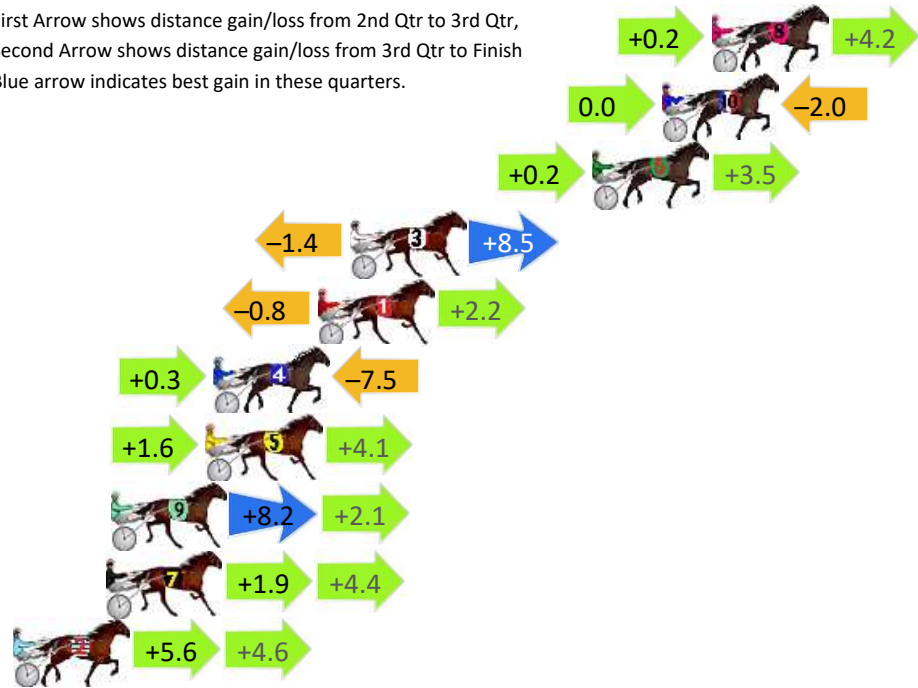 irst Arrow shows distance gain/loss from 2nd Qtr to 3rd Qtr,
econd Arrow shows distance gain/loss from 3rd Qtr to Finish
Blue arrow indicates best gain in these quarters.
+0.2 8 +4.2
0.0 10 –2.0
+0.2 6 +3.5
–1.4 3 +8.5
–0.8 1 +2.2
+0.3 4 –7.5
+1.6 5 +4.1
9 +8.2 +2.1
7 +1.9 +4.4
+5.6 +4.6